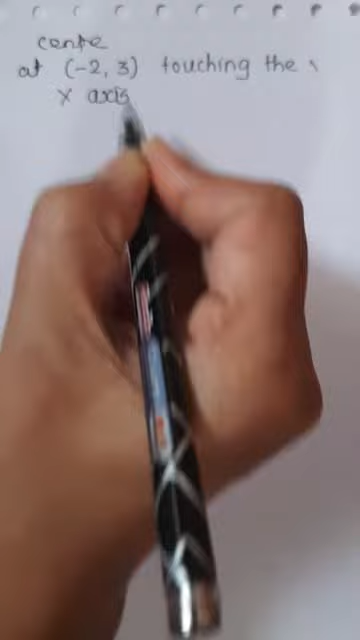 centre
at (-2, 3) touching the
x axis